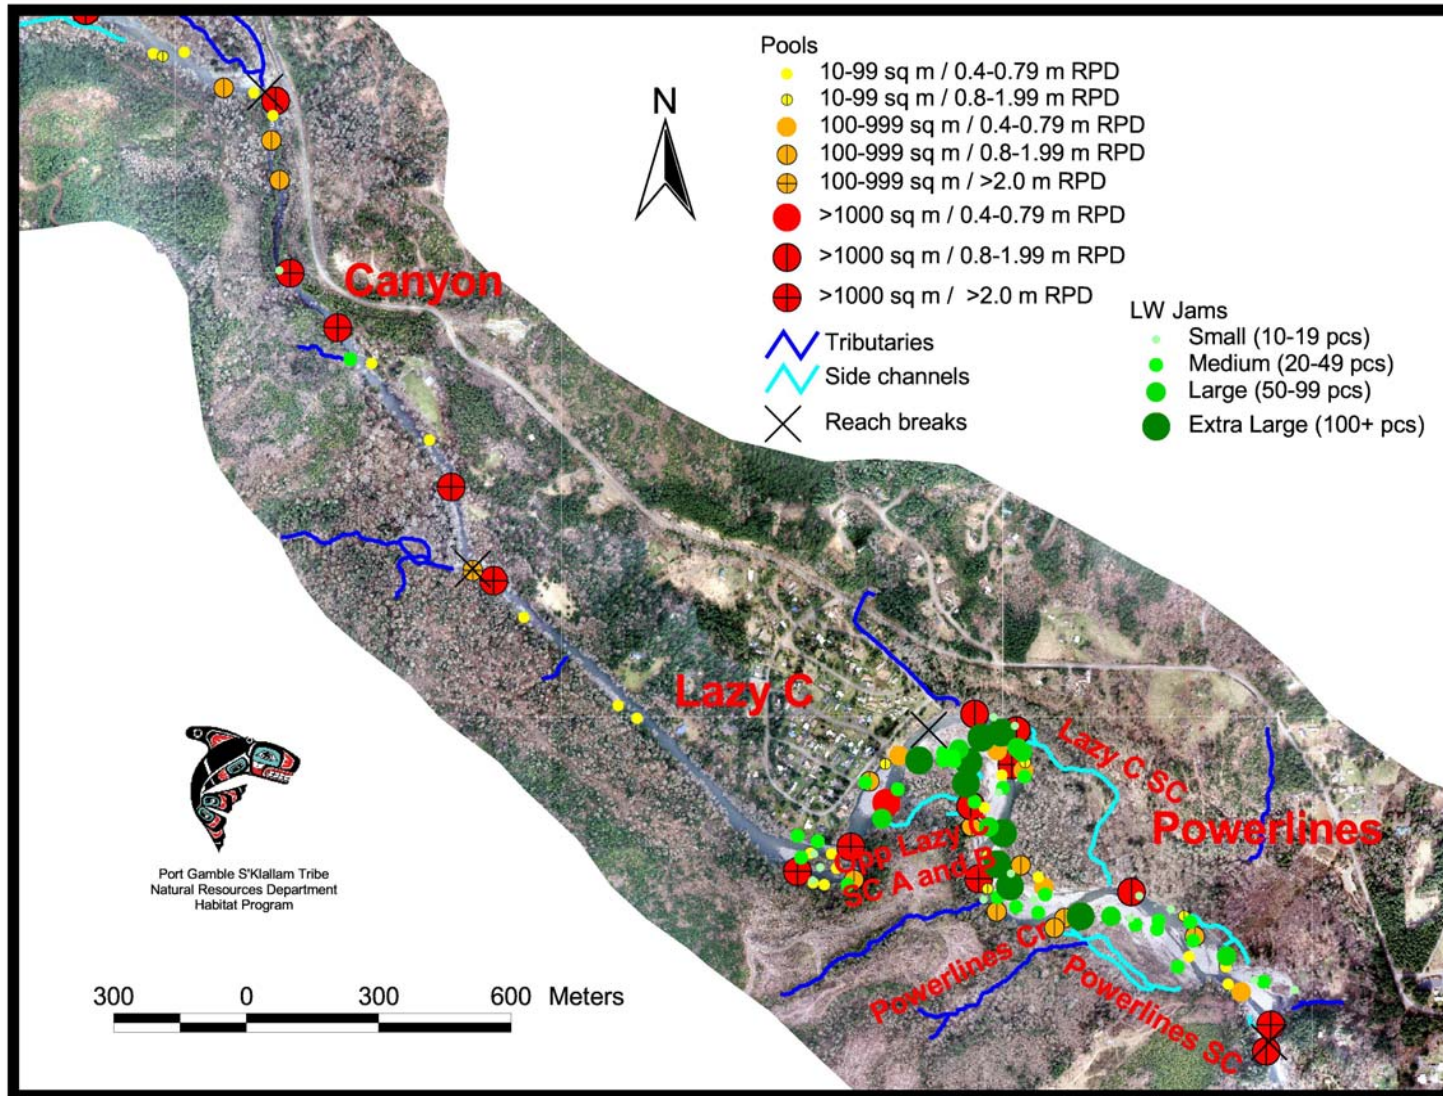 Pools
10-99 sq m / 0.4-0.79 m RPD
10-99 sq m / 0.8-1.99 m RPD
100-999 sq m / 0.4-0.79 m RPD
100-999 sq m / 0.8-1.99 m RPD
100-999 sq m / >2.0 m RPD
>1000 sq m / 0.4-0.79 m RPD
>1000 sq m / 0.8-1.99 m RPD
>1000 sq m /  >2.0 m RPD
Tributaries
Side channels
Reach breaks
N
LW Jams
Small (10-19 pcs)
Medium (20-49 pcs)
Large (50-99 pcs)
Extra Large (100+ pcs)
Canyon
Lazy C
Lazy C SC
Powerlines
Opp Lazy C
SC A and B
Powerlines Cr
Powerlines SC
Port Gamble S'Klallam Tribe
Natural Resources Department
Habitat Program
300 0 300 600 Meters